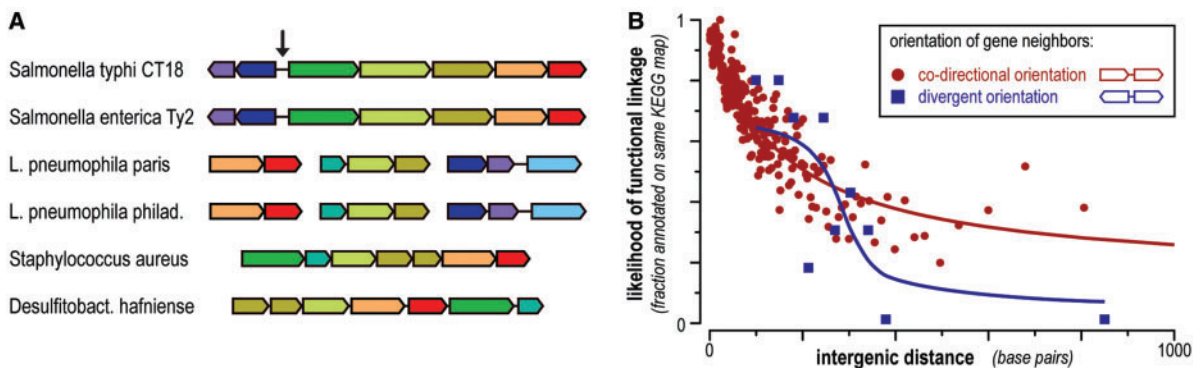 A
Salmonella typhi CT18
Salmonella enterica Ty2
L. pneumophila paris
L. pneumophila philad.
Staphylococcus aureus
Desulfitobact. hafniense
B
likelihood of functional linkage
(fraction annotated on same KEGG map)
1
0
orientation of gene neighbors:
co-directional orientation
divergent orientation
0
1000
intergenic distance (base pairs)